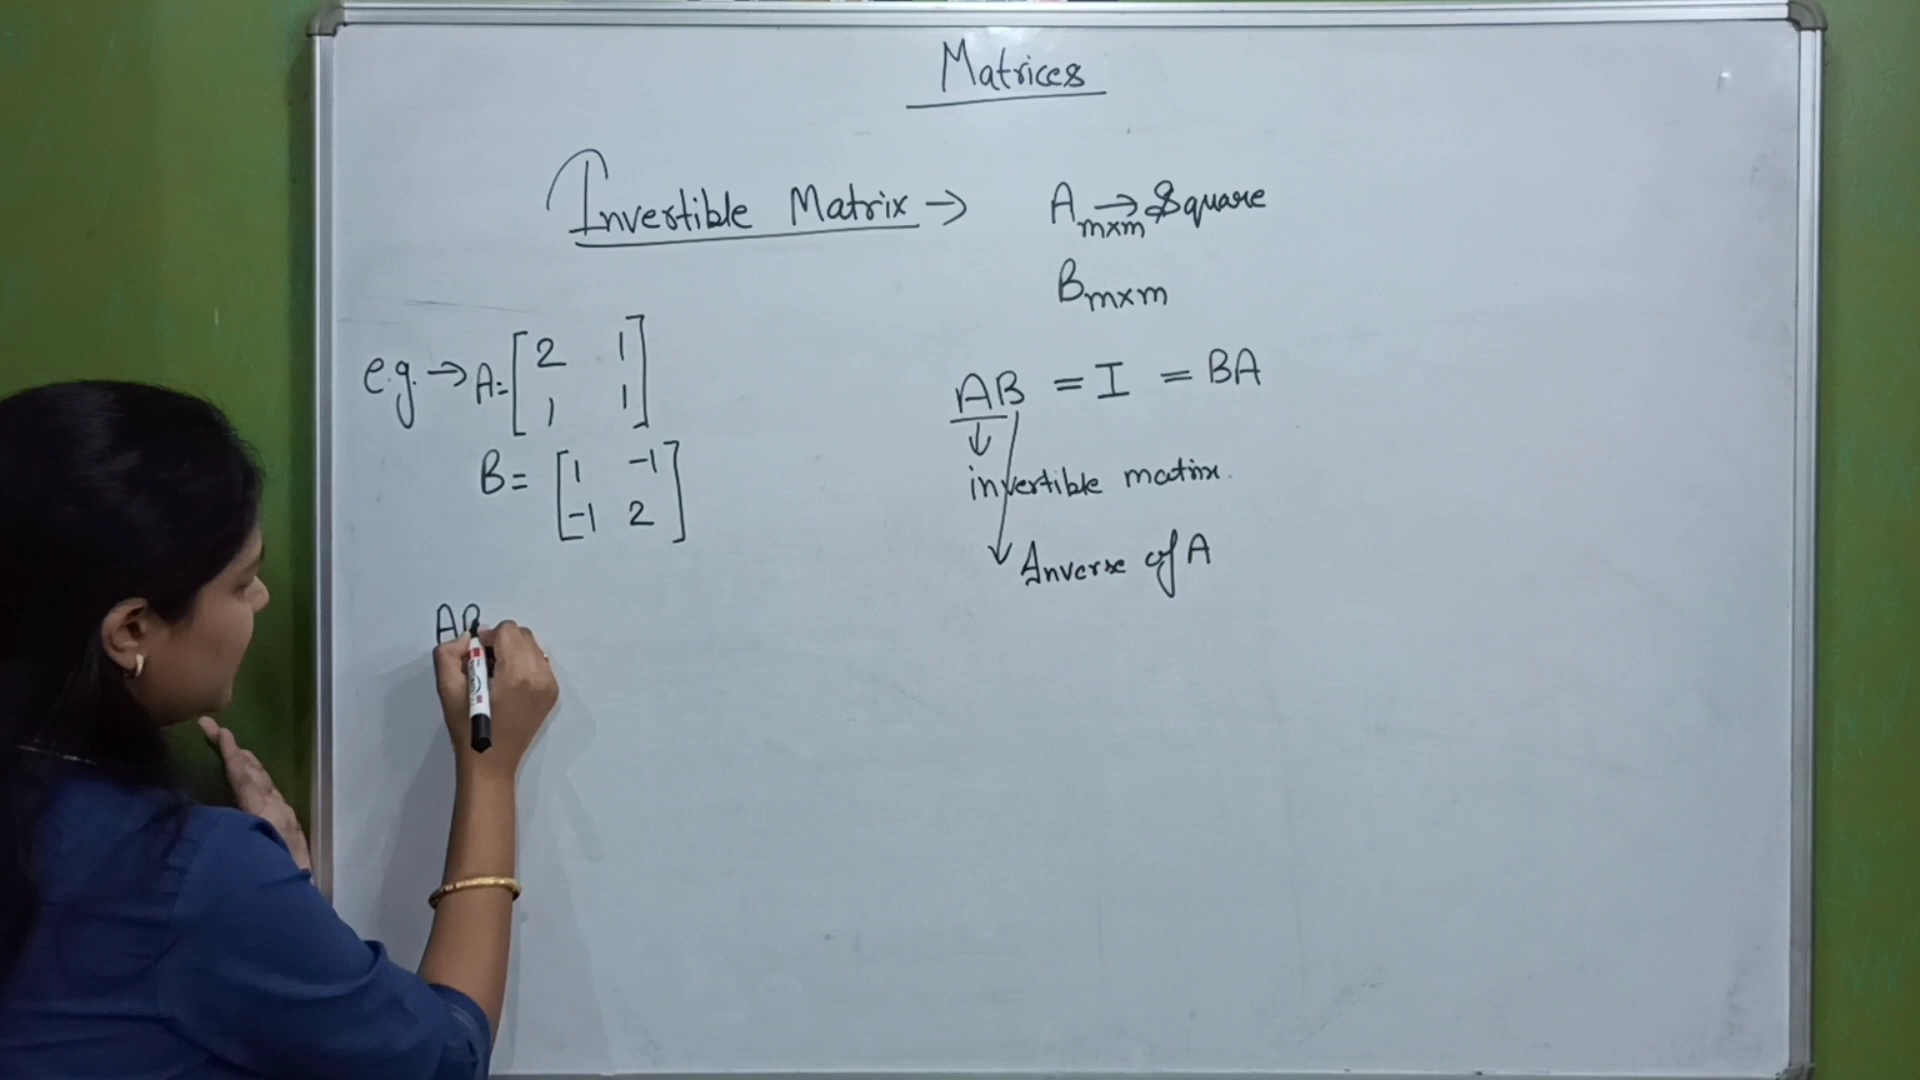 Matrices
Invertible Matrix → A m×m → Square
B m×m
e.g. → A = [2 1
1 1]
B = [1 -1
-1 2]
AB = I = BA
↓
invertible matrix.
↓ Inverse of A
AB